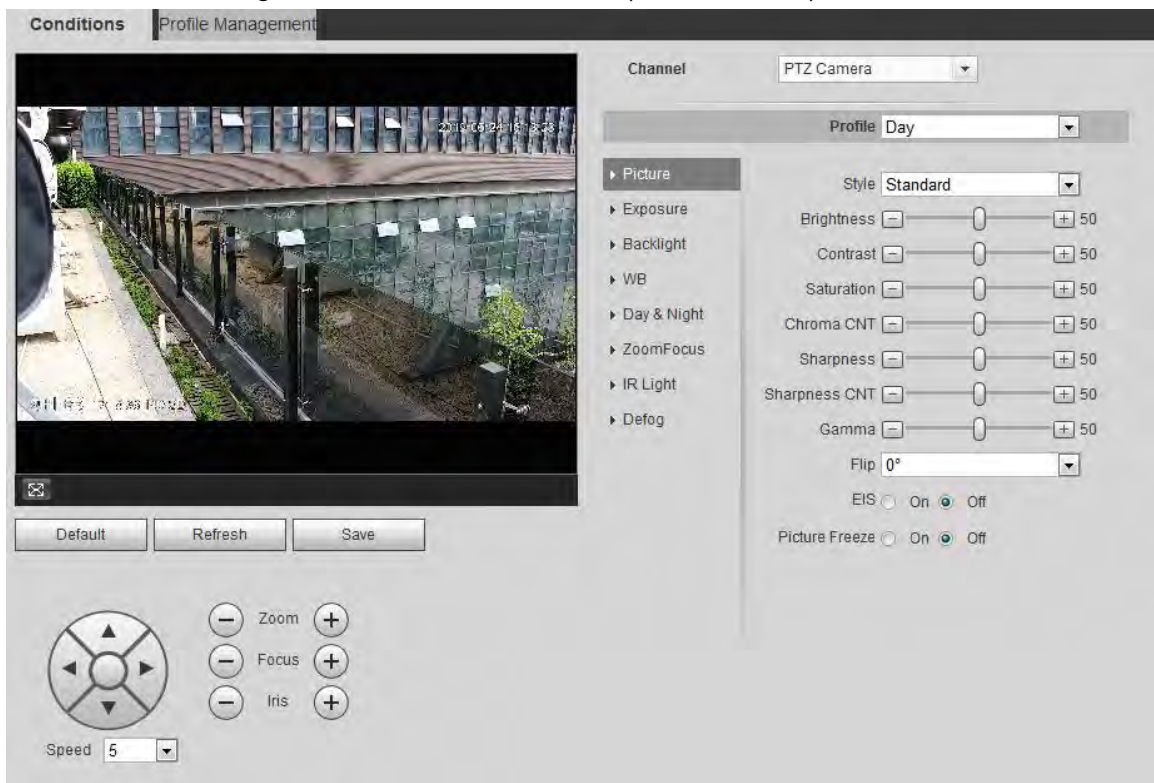 Conditions
Profile Management
Channel
PTZ Camera
Profile
Day
Picture
Exposure
Backlight
WB
Day & Night
ZoomFocus
IR Light
Defog
Style
Standard
Brightness
50
Contrast
50
Saturation
50
Chroma CNT
50
Sharpness
50
Sharpness CNT
50
Gamma
50
Flip
0°
EIS
On
Off
Picture Freeze
On
Off
Default
Refresh
Save
Zoom
Focus
Iris
Speed
5